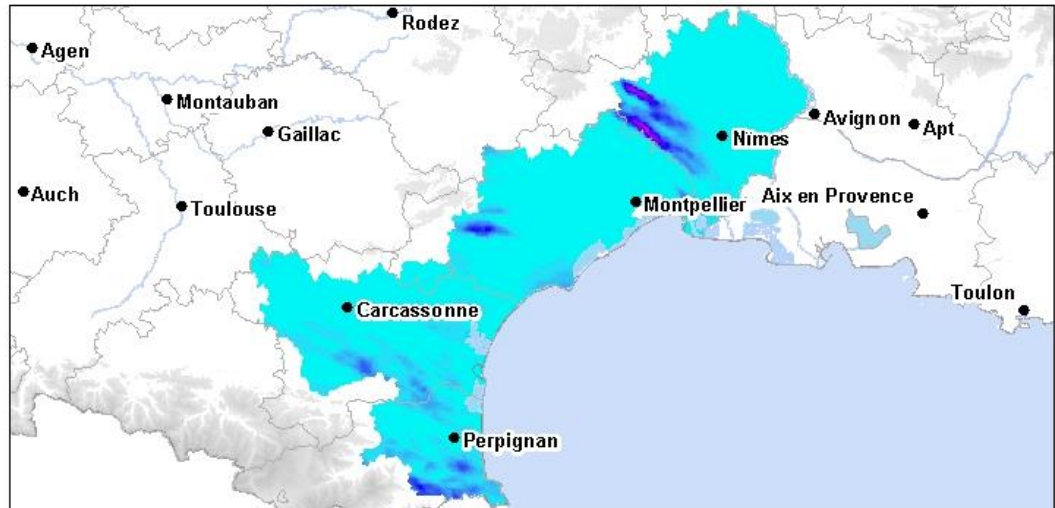 Rodez
Agen
Montauban
Avignon
Apt
Gaillac
Nîmes
Auch
Toulouse
Montpellier
Aix en Provence
Toulon
Carcassonne
Perpignan